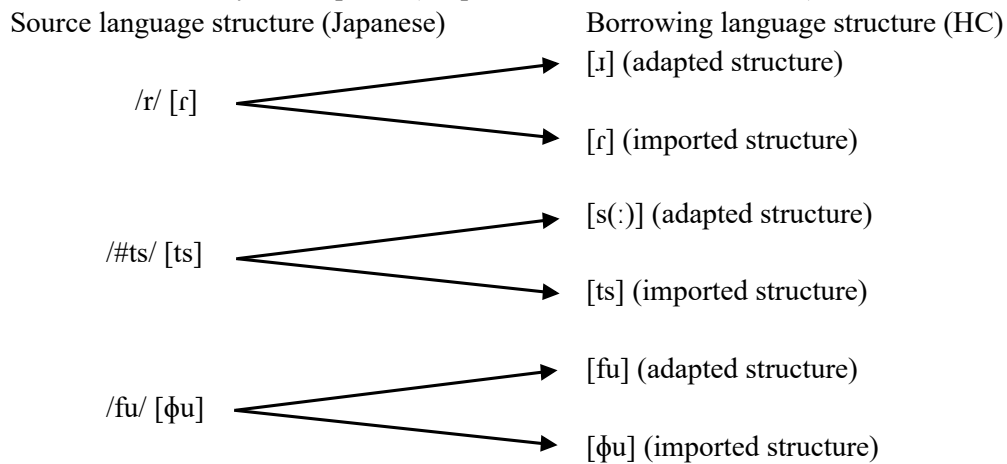 Source language structure (Japanese) Borrowing language structure (HC)
[ɹ] (adapted structure)
/r/ [ɾ]
[ɾ] (imported structure)
[s(ː)] (adapted structure)
/#ts/ [ts]
[ts] (imported structure)
[fu] (adapted structure)
/fu/ [ɸu]
[ɸu] (imported structure)